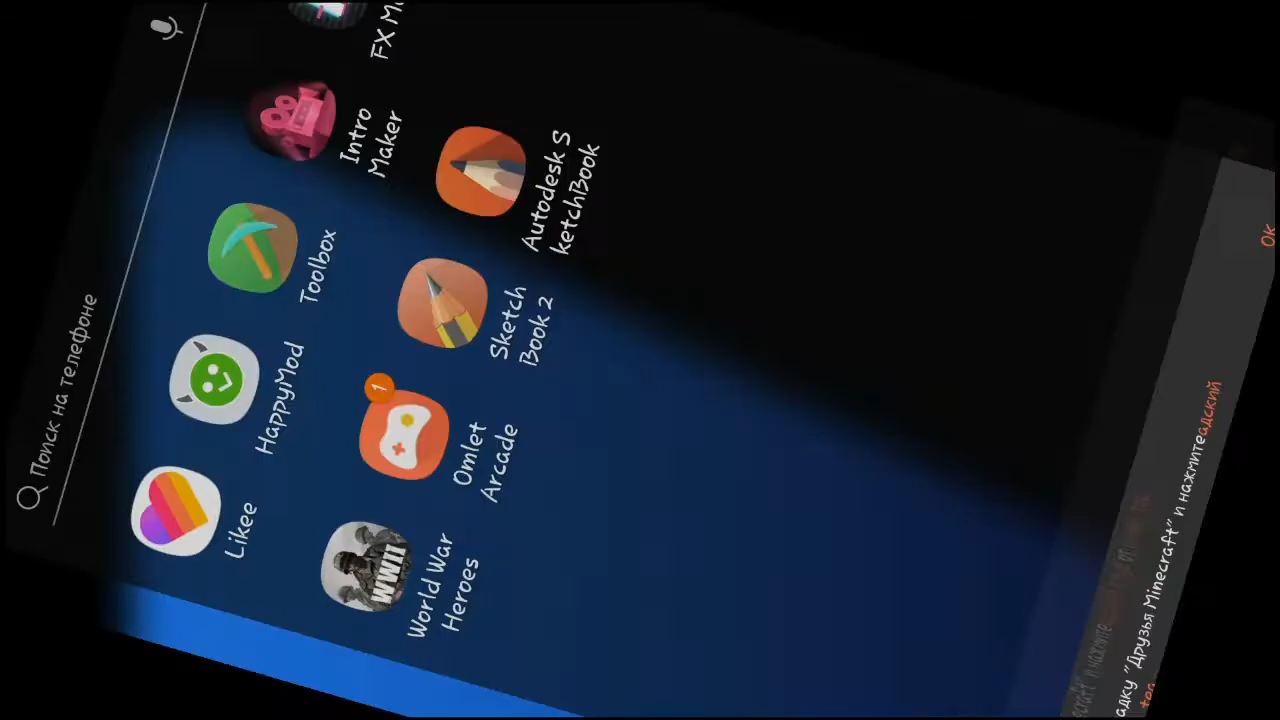 Поиск на телефоне
Likee
HappyMod
Toolbox
Intro
Maker
World War
Heroes
WWII
Omlet
Arcade
1
Sketch
Book 2
Autodesk S
ketchBook
адку "Друзья Minecraft" и нажмите
OK